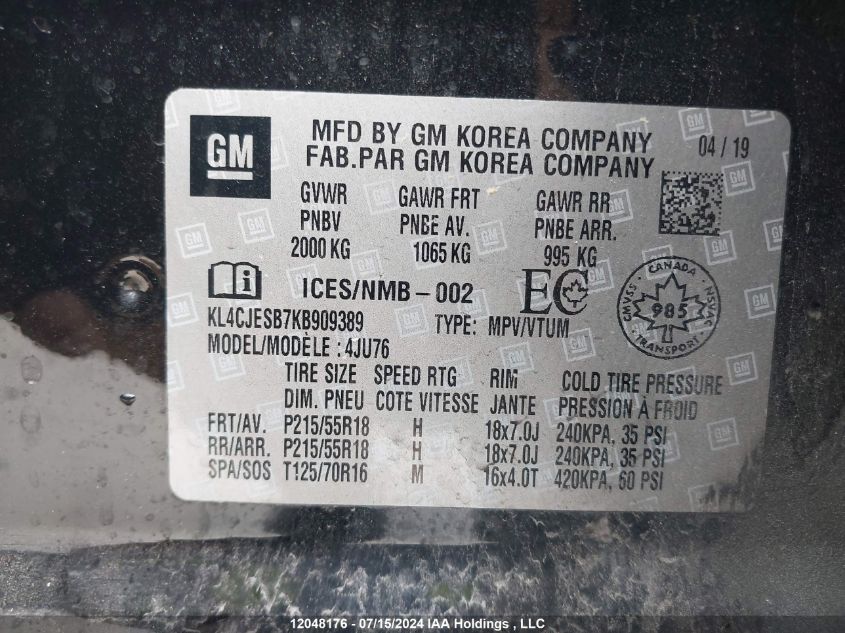 GM
MFD BY GM KOREA COMPANY 04 / 19
FAB.PAR GM KOREA COMPANY
GVWR GAWR FRT GAWR RR
PNBV PNBE AV. PNBE ARR.
2000 KG 1065 KG 995 KG
i ICES/NMB-002 EC
CANADA
CMVSS 985 NSVAC
TRANSPORT
KL4CJESB7KB909389 TYPE: MPV/VTUM
MODEL/MODÈLE : 4JU76
TIRE SIZE SPEED RTG RIM COLD TIRE PRESSURE
DIM. PNEU COTE VITESSE JANTE PRESSION À FROID
FRT/AV. P215/55R18 H 18x7.0J 240KPA, 35 PSI
RR/ARR. P215/55R18 H 18x7.0J 240KPA, 35 PSI
SPA/SOS T125/70R16 M 16x4.0T 420KPA, 60 PSI
12048176 - 07/15/2024 IAA Holdings , LLC